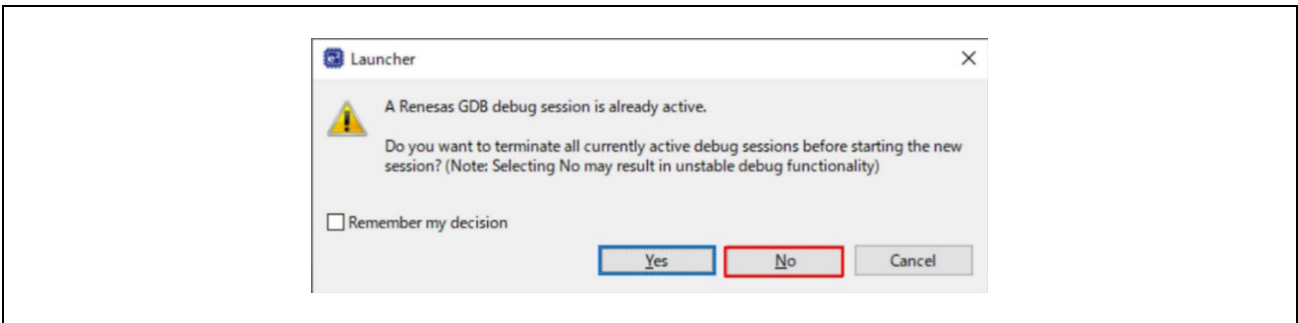 Launcher
A Renesas GDB debug session is already active.
Do you want to terminate all currently active debug sessions before starting the new
session? (Note: Selecting No may result in unstable debug functionality)
Remember my decision
Yes No Cancel